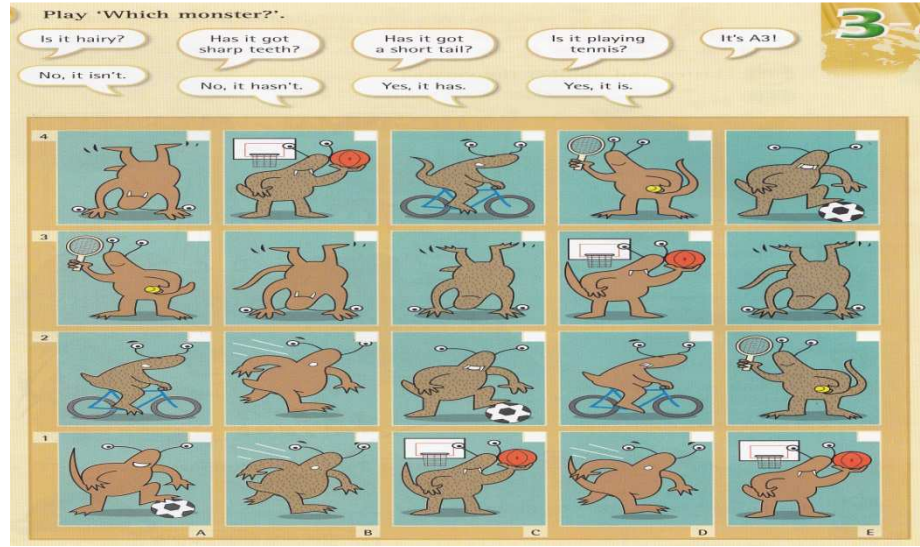 Play 'Which monster?'.
3
Is it hairy?
Has it got
sharp teeth?
Has it got
a short tail?
Is it playing
tennis?
It's A3!
No, it isn't.
No, it hasn't.
Yes, it has.
Yes, it is.
4
3
2
1
A
B
C
D
E